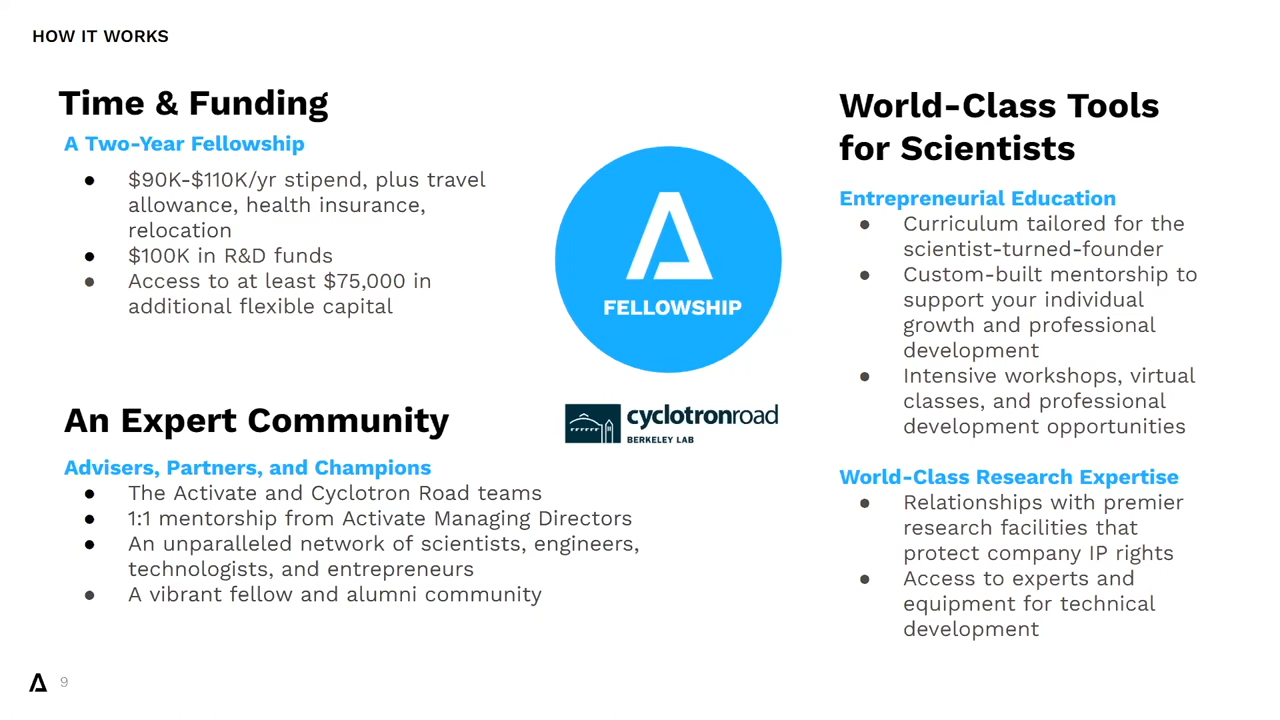 HOW IT WORKS
Time & Funding
A Two-Year Fellowship
● $90K-$110K/yr stipend, plus travel
allowance, health insurance,
relocation
● $100K in R&D funds
● Access to at least $75,000 in
additional flexible capital
An Expert Community
Advisers, Partners, and Champions
● The Activate and Cyclotron Road teams
● 1:1 mentorship from Activate Managing Directors
● An unparalleled network of scientists, engineers,
technologists, and entrepreneurs
● A vibrant fellow and alumni community
FELLOWSHIP
cyclotronroad
BERKELEY LAB
World-Class Tools
for Scientists
Entrepreneurial Education
● Curriculum tailored for the
scientist-turned-founder
● Custom-built mentorship to
support your individual
growth and professional
development
● Intensive workshops, virtual
classes, and professional
development opportunities
World-Class Research Expertise
● Relationships with premier
research facilities that
protect company IP rights
● Access to experts and
equipment for technical
development
9